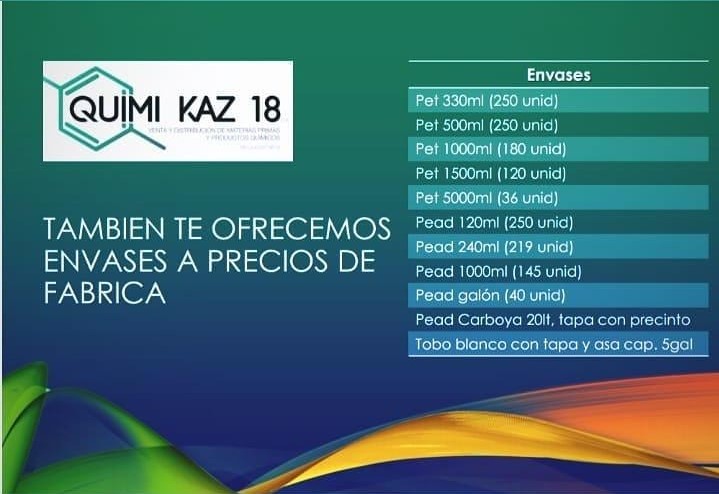 QUIMI KAZ 18
VENTA Y DISTRIBUCION DE MATERIAS PRIMAS
Y PRODUCTOS QUIMICOS
TAMBIEN TE OFRECEMOS
ENVASES A PRECIOS DE
FABRICA
Envases
Pet 330ml (250 unid)
Pet 500ml (250 unid)
Pet 1000ml (180 unid)
Pet 1500ml (120 unid)
Pet 5000ml (36 unid)
Pead 120ml (250 unid)
Pead 240ml (219 unid)
Pead 1000ml (145 unid)
Pead galón (40 unid)
Pead Carboya 20lt, tapa con precinto
Tobo blanco con tapa y asa cap. 5gal